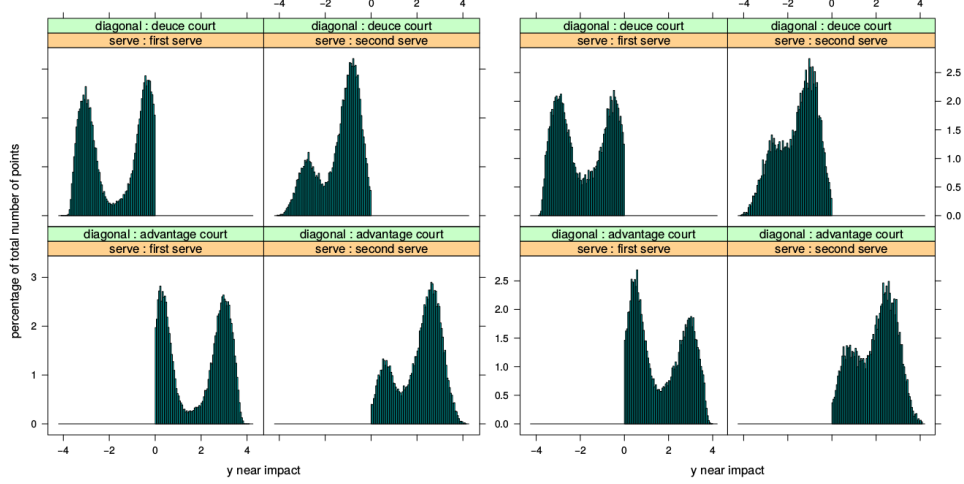 −4 −2 0 2 4
−4 −2 0 2 4
diagonal : deuce court
diagonal : deuce court
diagonal : deuce court
diagonal : deuce court
serve : first serve
serve : second serve
serve : first serve
serve : second serve
2.5
2.0
1.5
1.0
0.5
0.0
diagonal : advantage court
diagonal : advantage court
diagonal : advantage court
diagonal : advantage court
serve : first serve
serve : second serve
serve : first serve
serve : second serve
percentage of total number of points
3
2
1
0
2.5
2.0
1.5
1.0
0.5
0.0
−4 −2 0 2 4
−4 −2 0 2 4
y near impact
y near impact